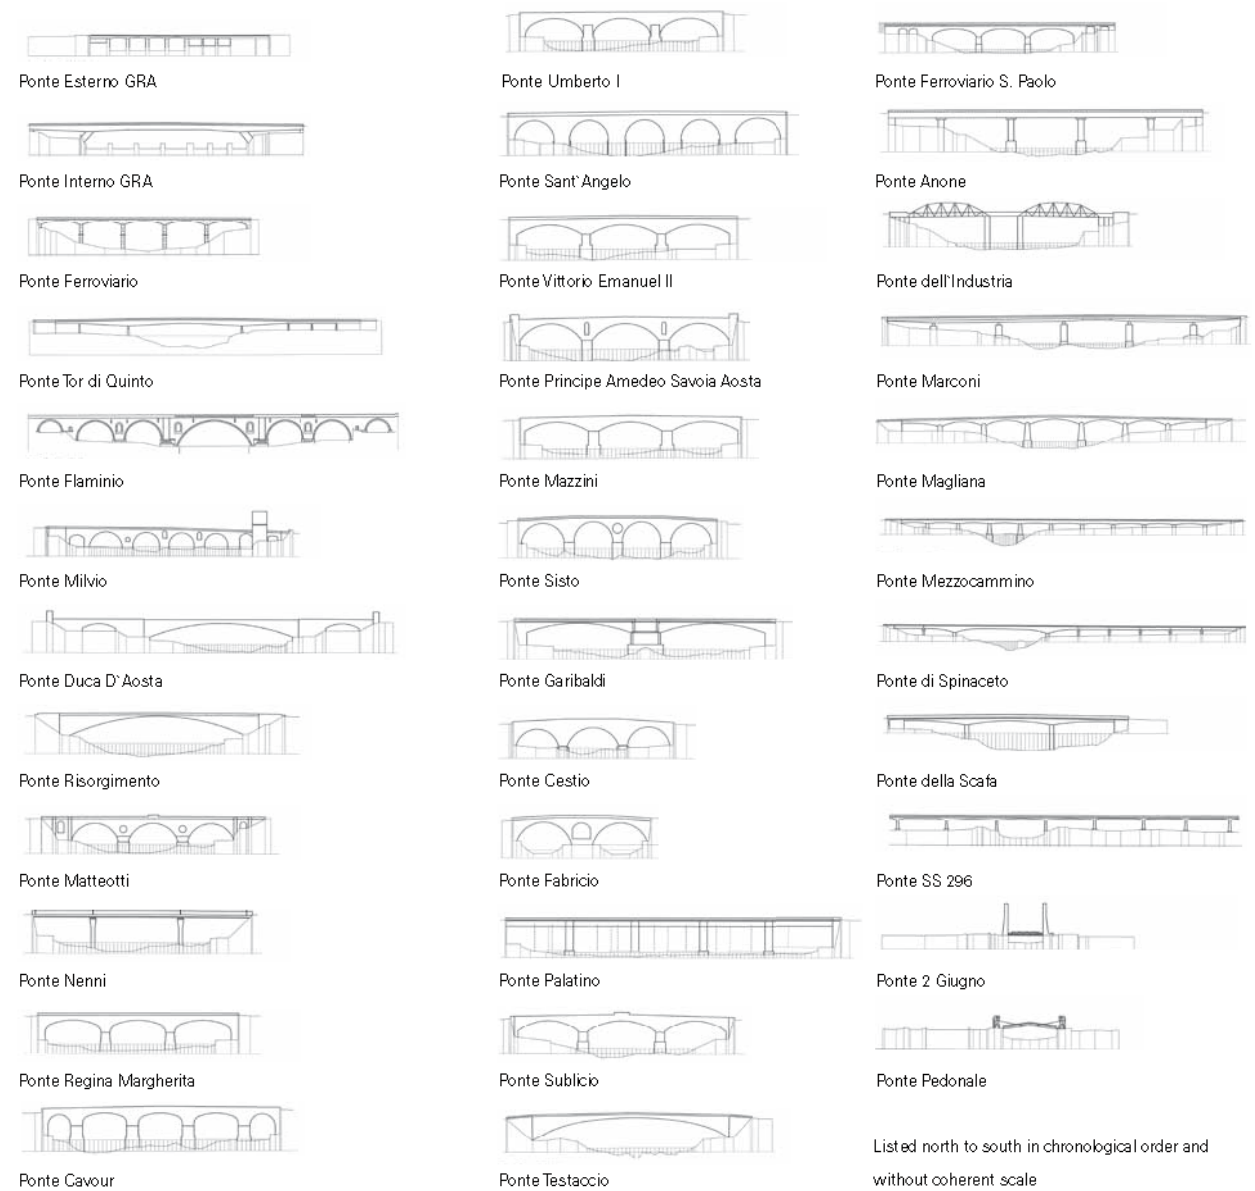 Ponte Esterno GRA
Ponte Interno GRA
Ponte Ferroviario
Ponte Tor di Quinto
Ponte Flaminio
Ponte Milvio
Ponte Duca D`Aosta
Ponte Risorgimento
Ponte Matteotti
Ponte Nenni
Ponte Regina Margherita
Ponte Cavour
Ponte Umberto I
Ponte Sant`Angelo
Ponte Vittorio Emanuel II
Ponte Principe Amedeo Savoia Aosta
Ponte Mazzini
Ponte Sisto
Ponte Garibaldi
Ponte Cestio
Ponte Fabricio
Ponte Palatino
Ponte Sublicio
Ponte Testaccio
Ponte Ferroviario S. Paolo
Ponte Anone
Ponte dell`Industria
Ponte Marconi
Ponte Magliana
Ponte Mezzocammino
Ponte di Spinaceto
Ponte della Scafa
Ponte SS 296
Ponte 2 Giugno
Ponte Pedonale
Listed north to south in chronological order and
without coherent scale